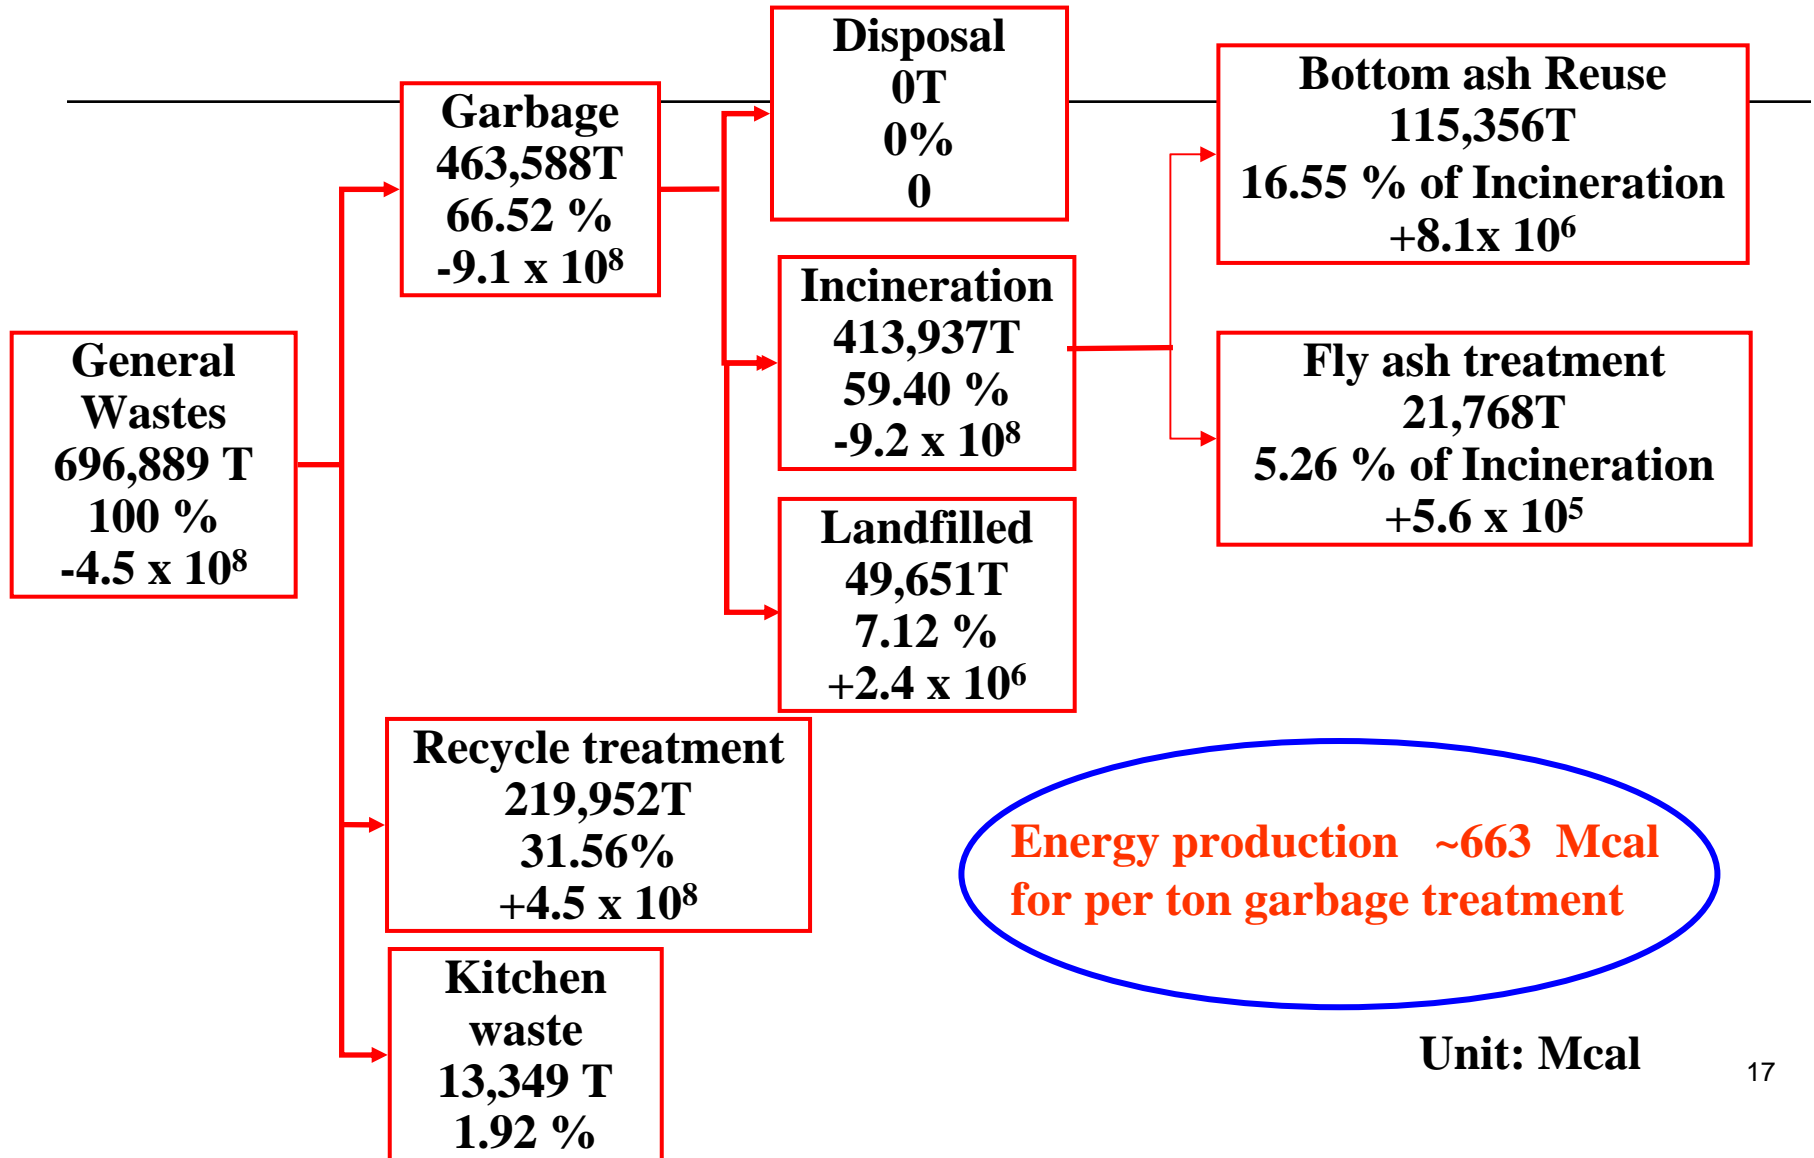 General
Wastes
696,889 T
100 %
-4.5 x 10⁸
Garbage
463,588T
66.52 %
-9.1 x 10⁸
Disposal
0T
0%
0
Incineration
413,937T
59.40 %
-9.2 x 10⁸
Landfilled
49,651T
7.12 %
+2.4 x 10⁶
Bottom ash Reuse
115,356T
16.55 % of Incineration
+8.1x 10⁶
Fly ash treatment
21,768T
5.26 % of Incineration
+5.6 x 10⁵
Recycle treatment
219,952T
31.56%
+4.5 x 10⁸
Kitchen
waste
13,349 T
1.92 %
Energy production ~663 Mcal
for per ton garbage treatment
Unit: Mcal
17